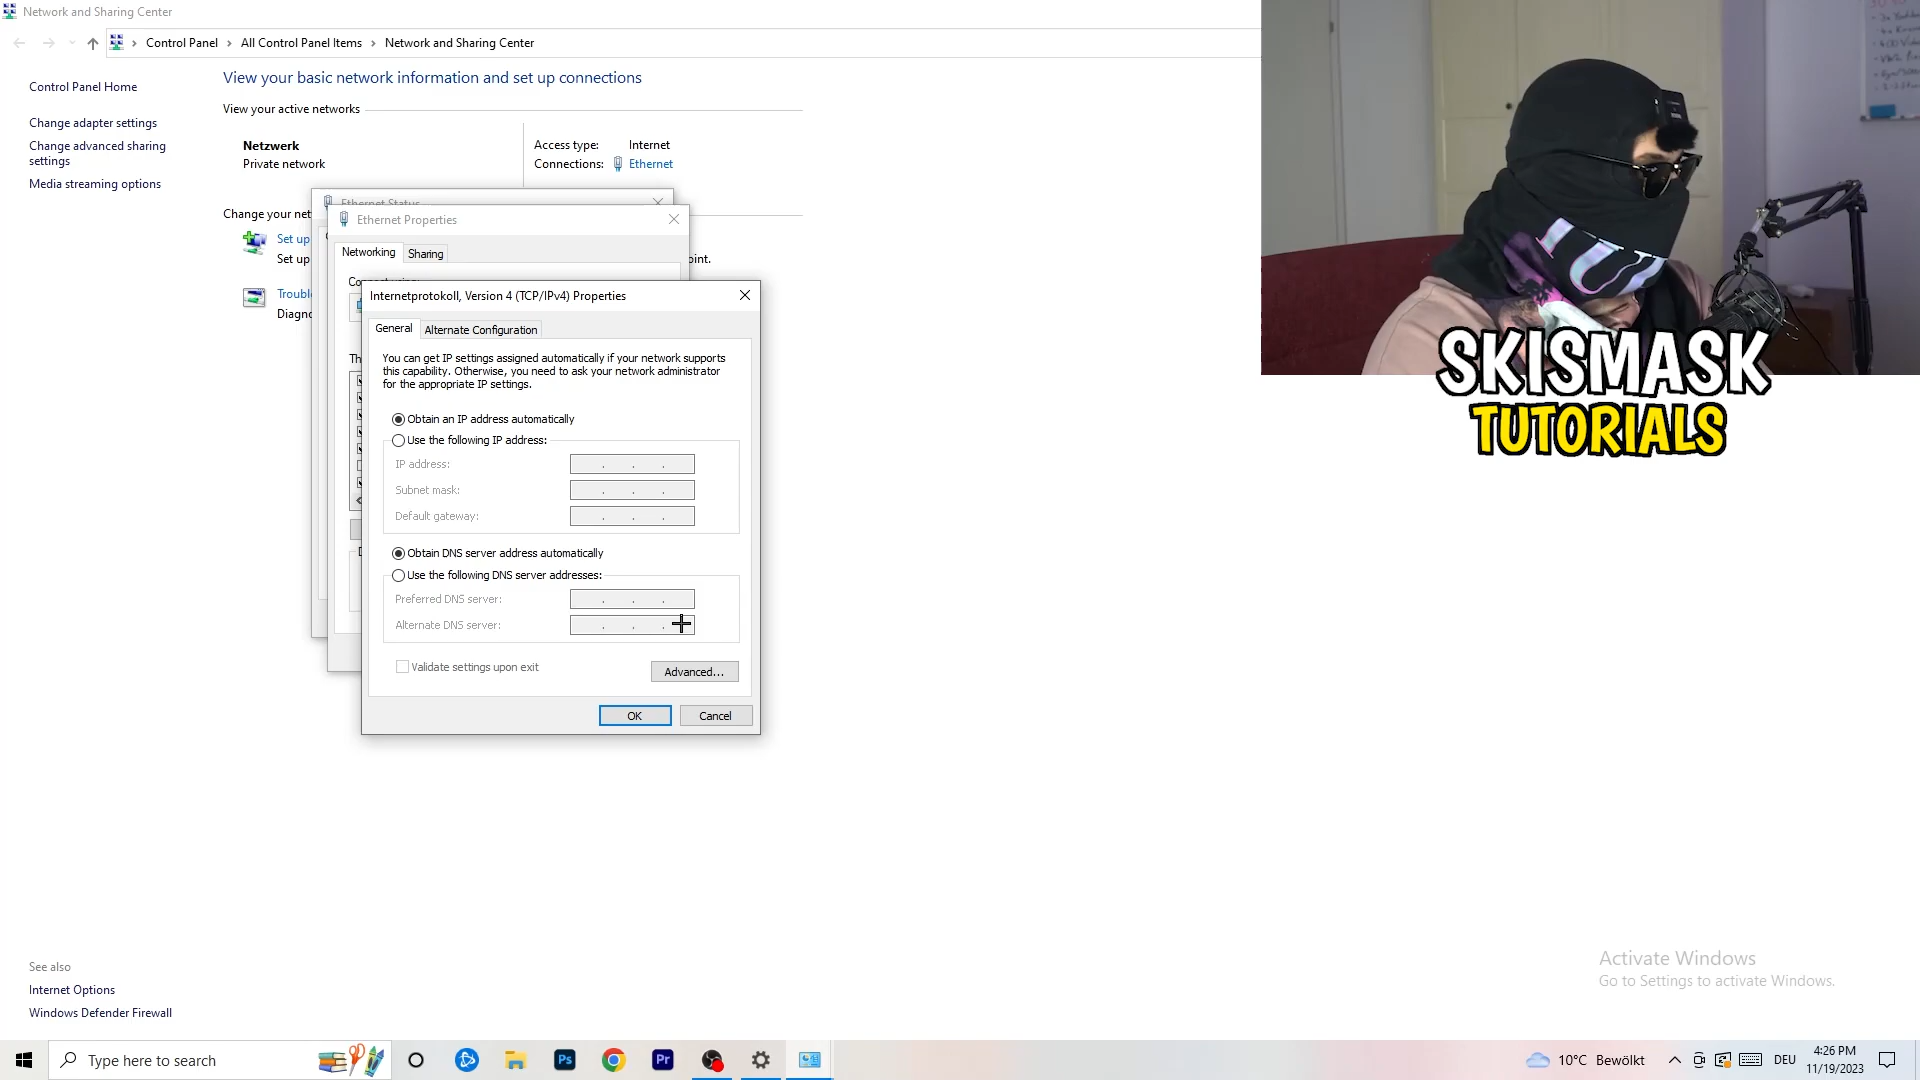 Network and Sharing Center
Control Panel > All Control Panel Items > Network and Sharing Center
Control Panel Home
Change adapter settings
Change advanced sharing
settings
Media streaming options
View your basic network information and set up connections
View your active networks
Netzwerk
Private network
Access type: Internet
Connections: Ethernet
Change your net
Set up
Set up
oint.
Troubl
Diagno
Ethernet Status
Ethernet Properties
Networking
Sharing
Internetprotokoll, Version 4 (TCP/IPv4) Properties
General
Alternate Configuration
You can get IP settings assigned automatically if your network supports
this capability. Otherwise, you need to ask your network administrator
for the appropriate IP settings.
Obtain an IP address automatically
Use the following IP address:
IP address:
Subnet mask:
Default gateway:
Obtain DNS server address automatically
Use the following DNS server addresses:
Preferred DNS server:
Alternate DNS server:
Validate settings upon exit
Advanced...
OK
Cancel
SKISMASK
TUTORIALS
See also
Internet Options
Windows Defender Firewall
Activate Windows
Go to Settings to activate Windows.
Type here to search
Ps
Pr
10°C Bewölkt
DEU
4:26 PM
11/19/2023